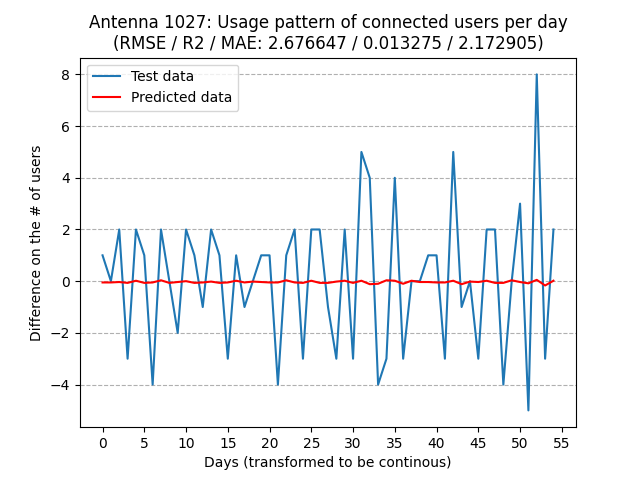 Antenna 1027: Usage pattern of connected users per day
(RMSE / R2 / MAE: 2.676647 / 0.013275 / 2.172905)
Test data
Predicted data
Difference on the # of users
8
6
4
2
0
−2
−4
0 5 10 15 20 25 30 35 40 45 50 55
Days (transformed to be continous)